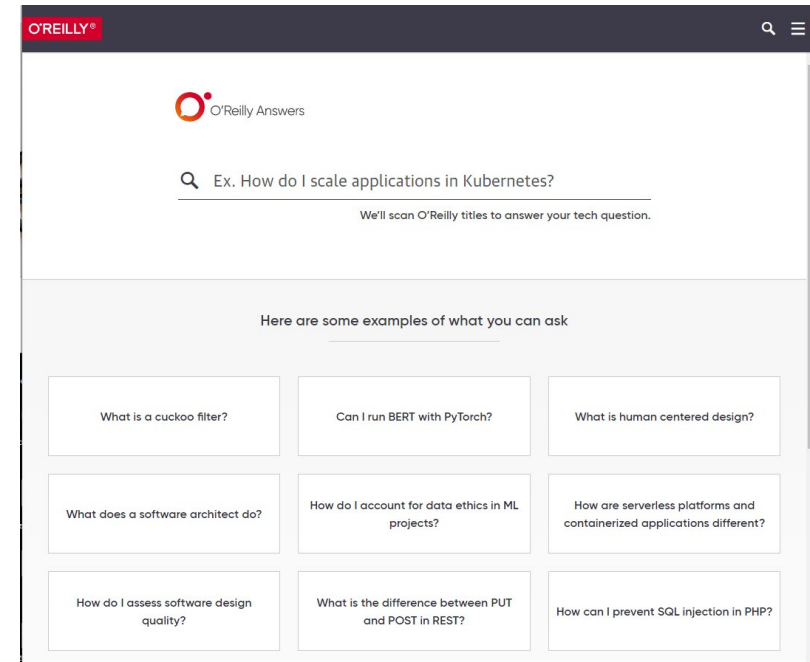 O'REILLY®
O'Reilly Answers
Ex. How do I scale applications in Kubernetes?
We'll scan O'Reilly titles to answer your tech question.
Here are some examples of what you can ask
What is a cuckoo filter?
Can I run BERT with PyTorch?
What is human centered design?
What does a software architect do?
How do I account for data ethics in ML
projects?
How are serverless platforms and
containerized applications different?
How do I assess software design
quality?
What is the difference between PUT
and POST in REST?
How can I prevent SQL injection in PHP?